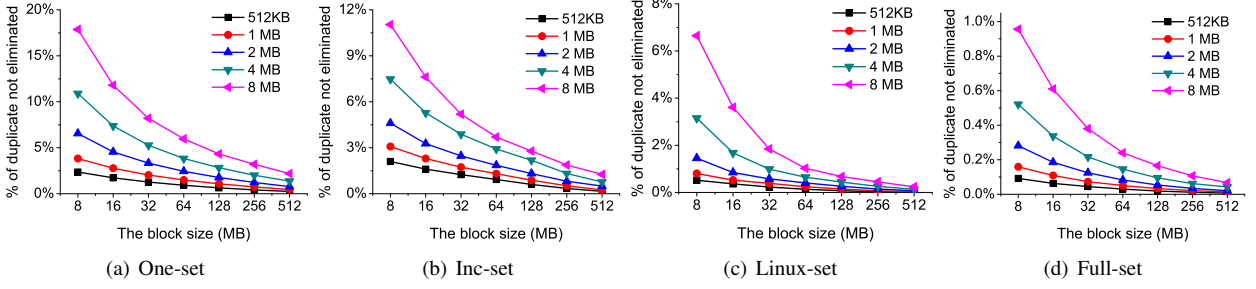 % of duplicate not eliminated
20%
15%
10%
5%
0%
512KB
1 MB
2 MB
4 MB
8 MB
8 16 32 64 128 256 512
The block size (MB)
(a) One-set
% of duplicate not eliminated
12%
9%
6%
3%
0%
512KB
1 MB
2 MB
4 MB
8 MB
8 16 32 64 128 256 512
The block size (MB)
(b) Inc-set
% of duplicate not eliminated
8%
6%
4%
2%
0%
512KB
1 MB
2 MB
4 MB
8 MB
8 16 32 64 128 256 512
The block size (MB)
(c) Linux-set
% of duplicate not eliminated
1.0%
0.8%
0.6%
0.4%
0.2%
0.0%
512KB
1 MB
2 MB
4 MB
8 MB
8 16 32 64 128 256 512
The block size (MB)
(d) Full-set